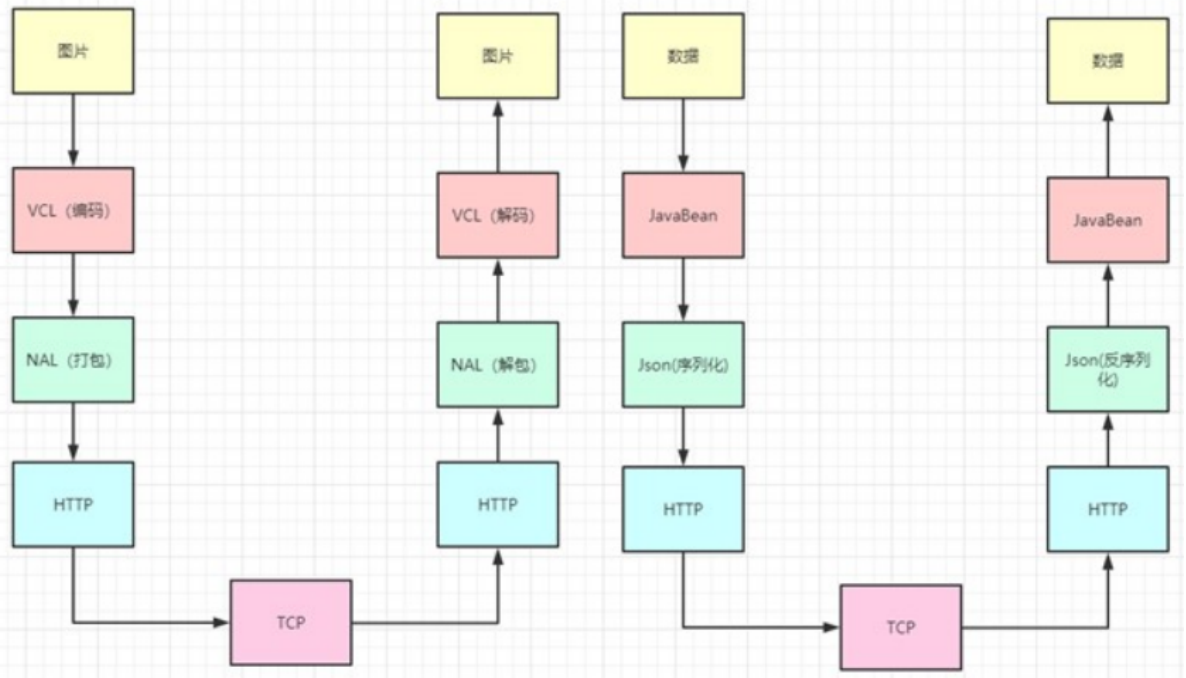 图片
VCL（编码）
NAL（打包）
HTTP
TCP
HTTP
NAL（解包）
VCL（解码）
图片
数据
JavaBean
Json(序列化)
HTTP
TCP
HTTP
Json(反序列
化)
JavaBean
数据